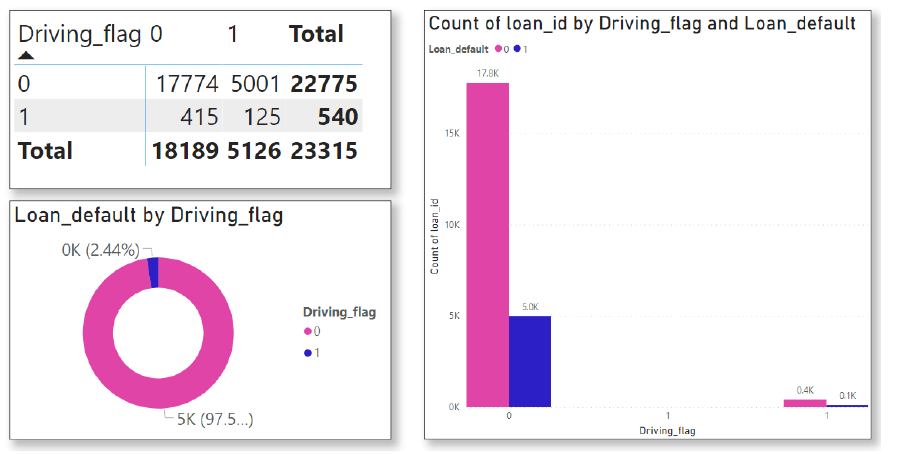 Driving_flag 0 1 Total
0 17774 5001 22775
1 415 125 540
Total 18189 5126 23315
Loan_default by Driving_flag
0K (2.44%)
Driving_flag
0
1
5K (97.5...)
Count of loan_id by Driving_flag and Loan_default
Loan_default 0 1
17.8K
15K
10K
5K
5.0K
0.4K
0.1K
0K
0 1 1
Count of loan_id
Driving_flag